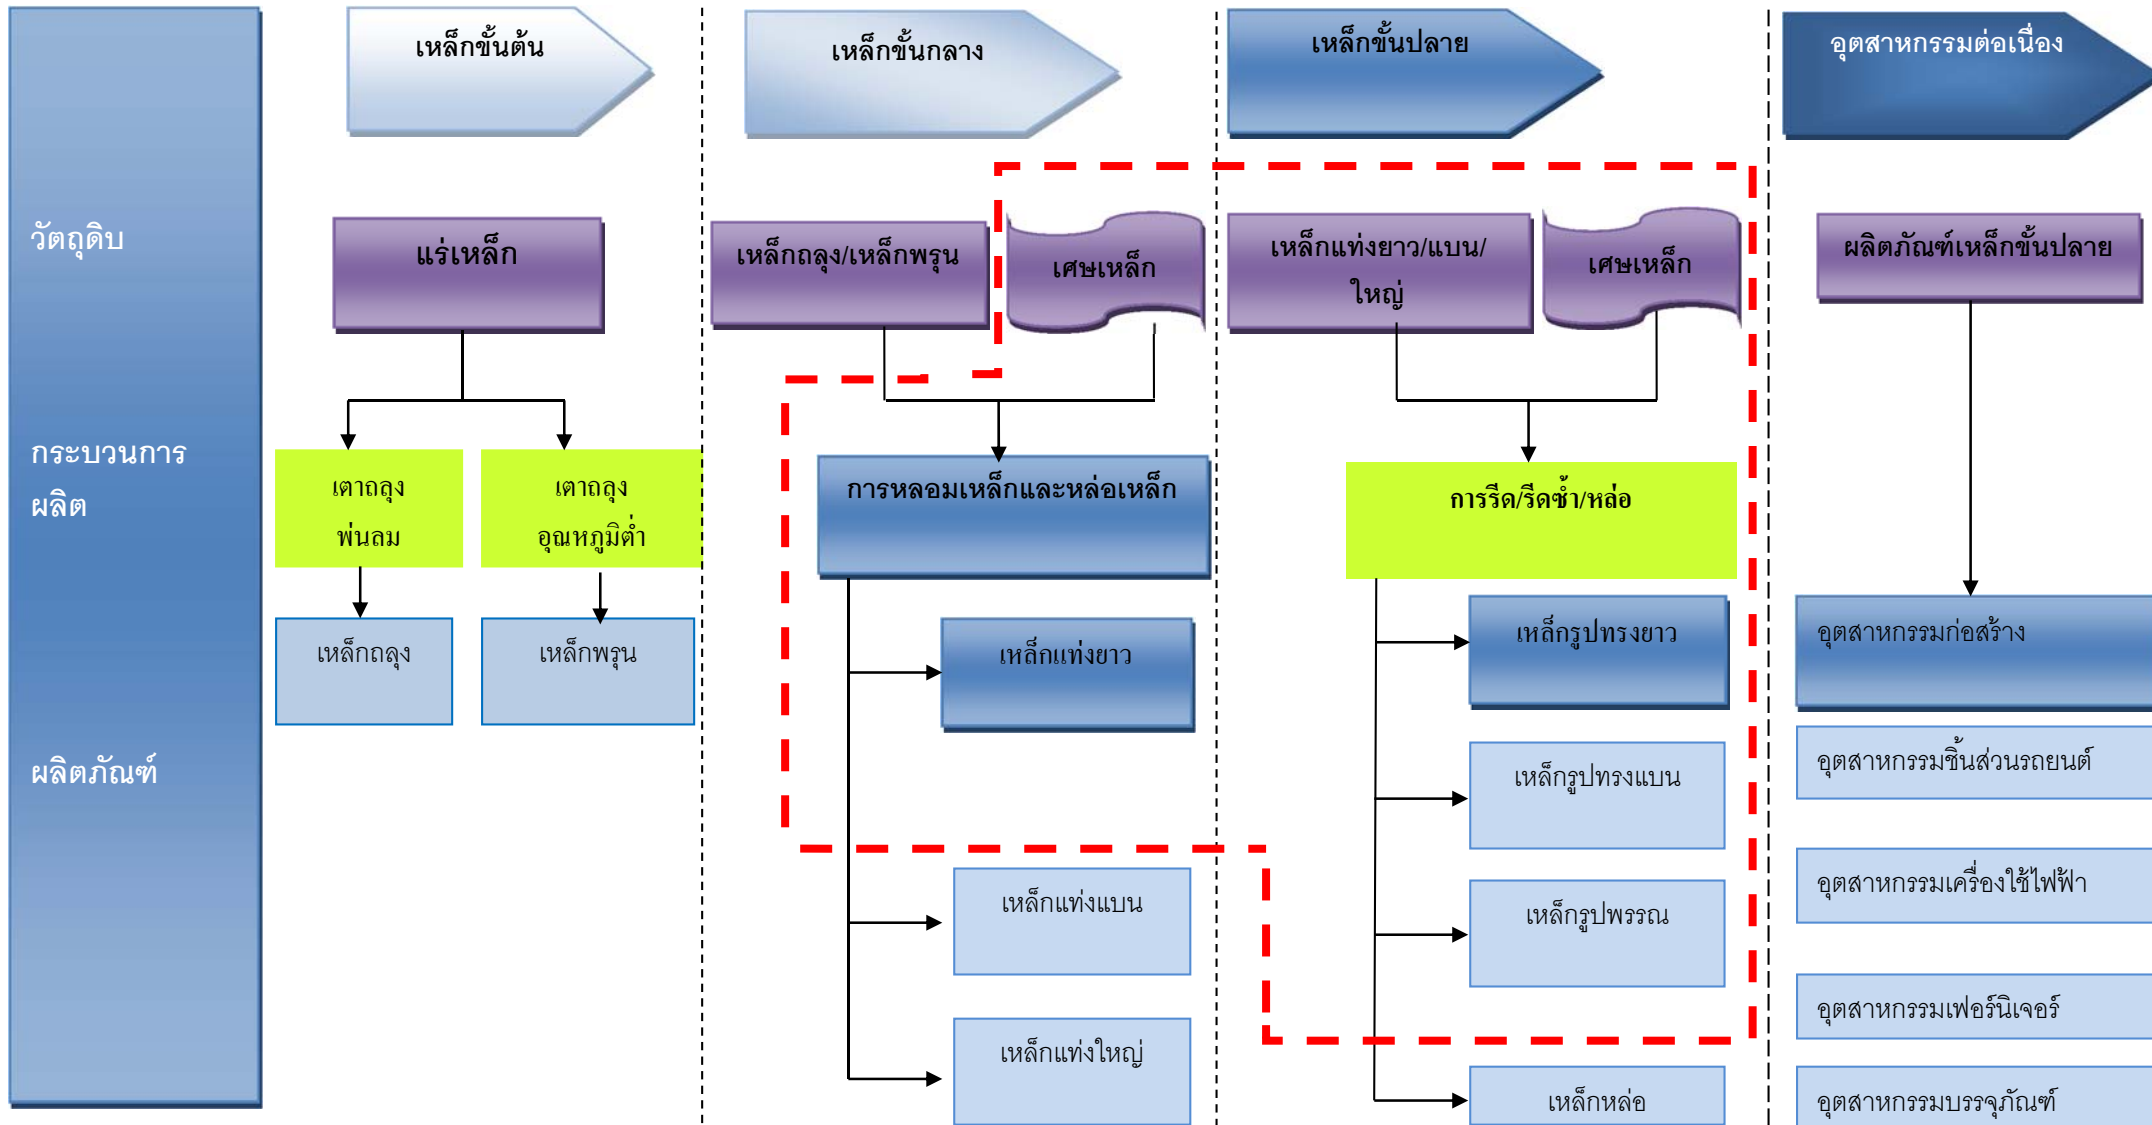 เหล็กขั้นต้น
เหล็กขั้นกลาง
เหล็กขั้นปลาย
อุตสาหกรรมต่อเนื่อง
วัตถุดิบ
แร่เหล็ก
เหล็กถลุง/เหล็กพรุน
เศษเหล็ก
เหล็กแท่งยาว/แบน/
ใหญ่
เศษเหล็ก
ผลิตภัณฑ์เหล็กขั้นปลาย
กระบวนการ
ผลิต
เตาถลุง
พ่นลม
เตาถลุง
อุณหภูมิต่ำ
การหลอมเหล็กและหล่อเหล็ก
การรีด/รีดซ้ำ/หล่อ
ผลิตภัณฑ์
เหล็กถลุง
เหล็กพรุน
เหล็กแท่งยาว
เหล็กแท่งแบน
เหล็กแท่งใหญ่
เหล็กรูปทรงยาว
เหล็กรูปทรงแบน
เหล็กรูปพรรณ
เหล็กหล่อ
อุตสาหกรรมก่อสร้าง
อุตสาหกรรมชิ้นส่วนรถยนต์
อุตสาหกรรมเครื่องใช้ไฟฟ้า
อุตสาหกรรมเฟอร์นิเจอร์
อุตสาหกรรมบรรจุภัณฑ์